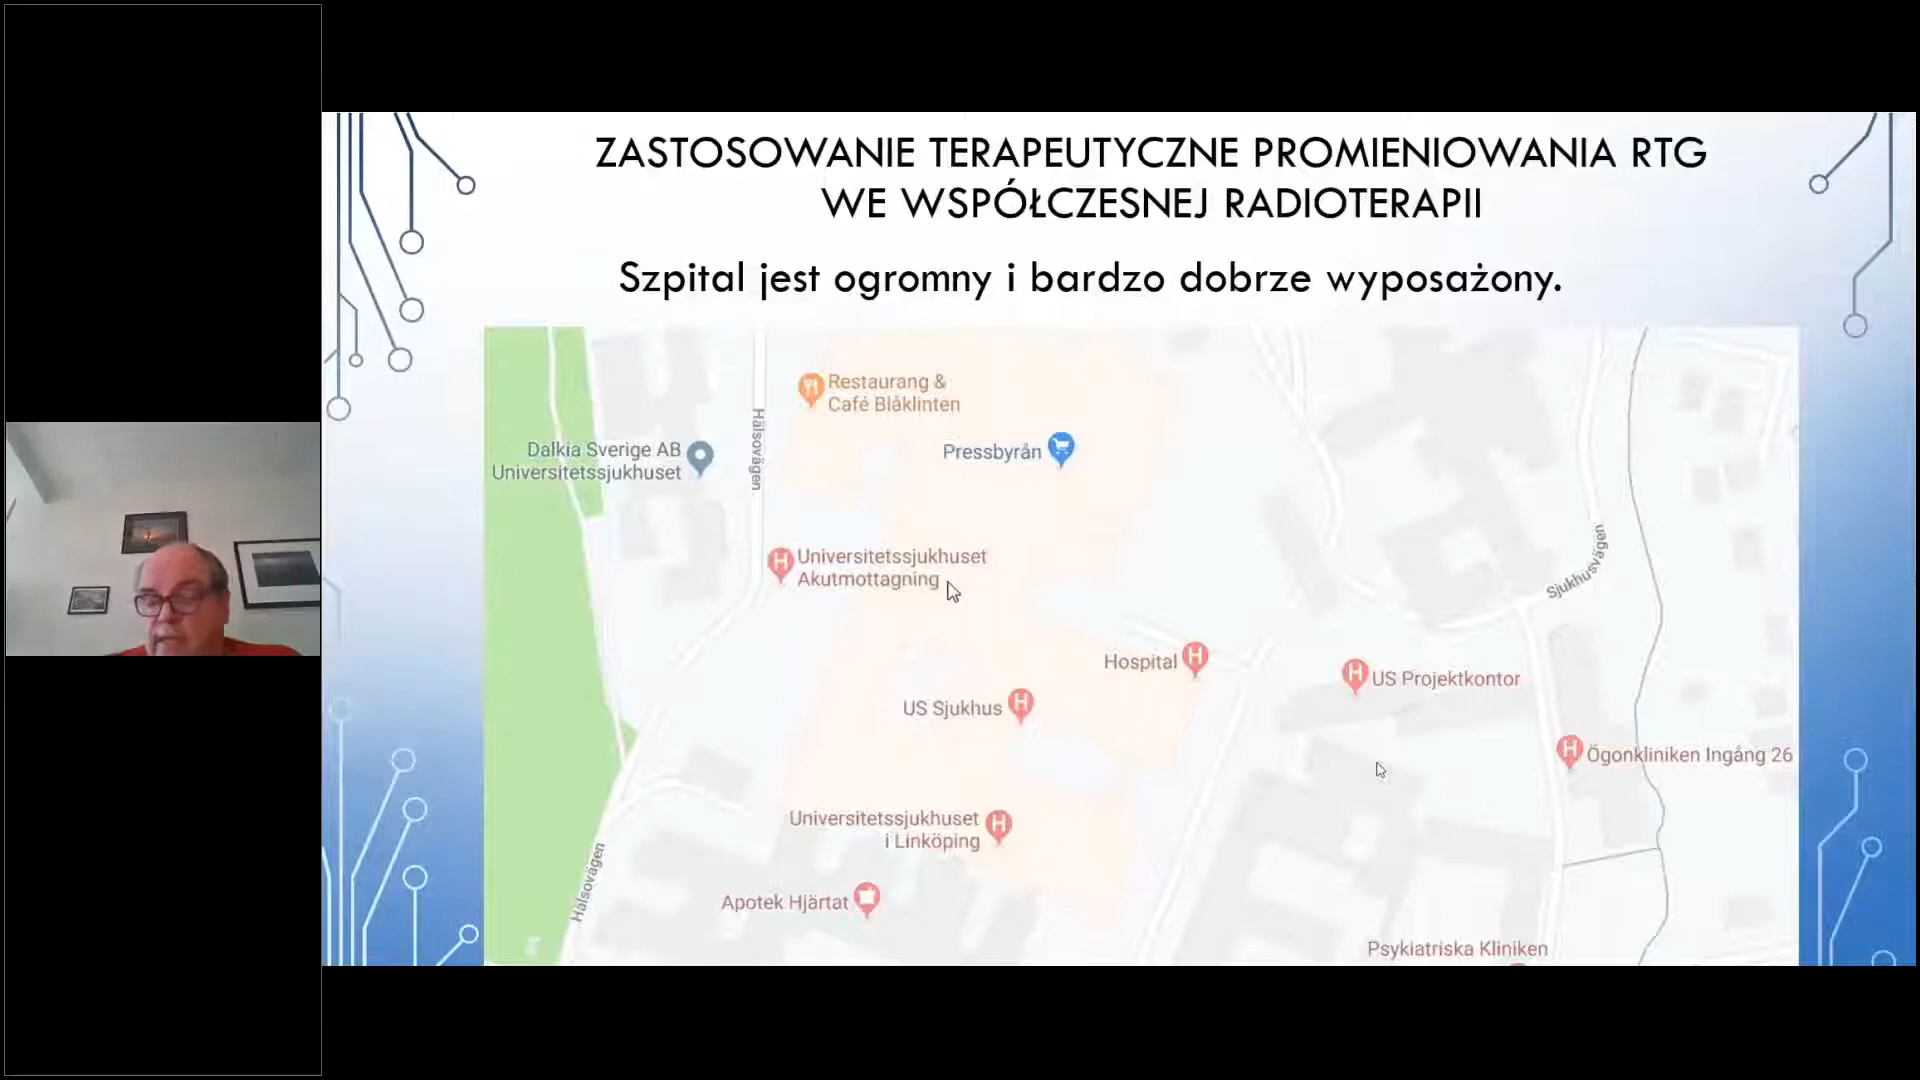 ZASTOSOWANIE TERAPEUTYCZNE PROMIENIOWANIA RTG
WE WSPÓŁCZESNEJ RADIOTERAPII
Szpital jest ogromny i bardzo dobrze wyposażony.
Restaurang &
Café Blåklinten
Hälsovägen
Dalkia Sverige AB
Universitetssjukhuset
Pressbyrån
Universitetssjukhuset
Akutmottagning
Sjukhusvägen
Hospital
US Projektkontor
US Sjukhus
Ögonkliniken Ingång 26
Universitetssjukhuset
i Linköping
Hälsovägen
Apotek Hjärtat
Psykiatriska Kliniken